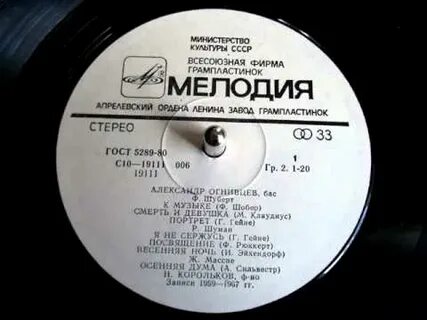 МИНИСТЕРСТВО
КУЛЬТУРЫ СССР
ВСЕСОЮЗНАЯ ФИРМА
ГРАМПЛАСТИНОК
МЕЛОДИЯ
АПРЕЛЕВСКИЙ ОРДЕНА ЛЕНИНА ЗАВОД ГРАМПЛАСТИНОК
СТЕРЕО 33
ГОСТ 5289-80 1
С10—19111 006 Гр. 2. 1-20
19111
АЛЕКСАНДР ОГНИВЦЕВ, бас
Ф. Шуберт
К МУЗЫКЕ (Ф. Шобер)
СМЕРТЬ И ДЕВУШКА (М. Клаудиус)
ПОРТРЕТ (Г. Гейне)
Р. Шуман
Я НЕ СЕРЖУСЬ (Г. Гейне)
ПОСВЯЩЕНИЕ (Ф. Рюккерт)
ВЕСЕННЯЯ НОЧЬ (И. Эйхендорф)
Ж. Массне
ОСЕННЯЯ ДУМА (А. Сильвестр)
Н. КОРОЛЬКОВ, ф-но
Записи 1959—1967 гг.